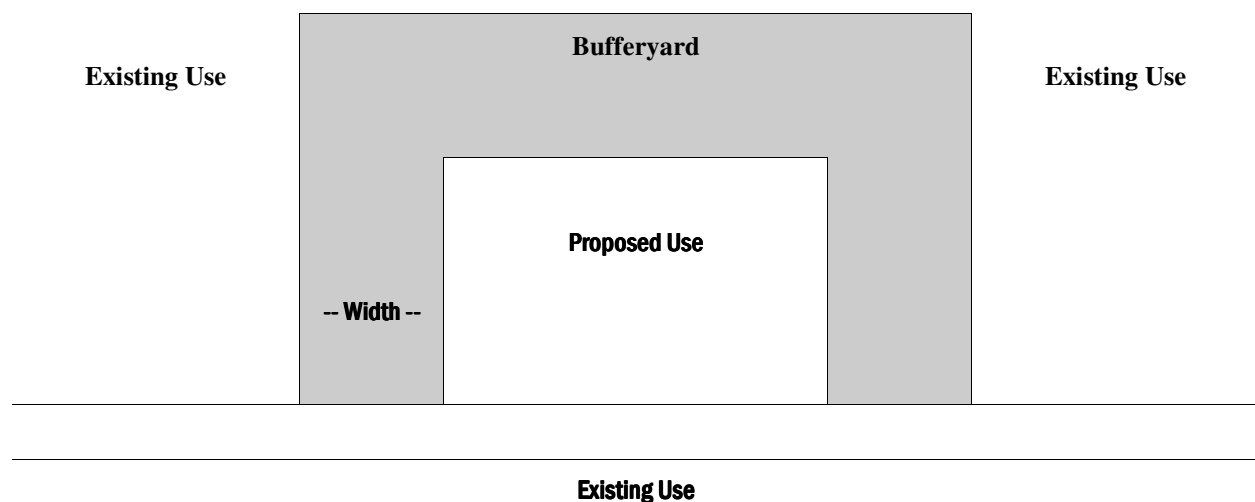 Bufferyard
Existing Use
Existing Use
Proposed Use
-- Width --
Existing Use